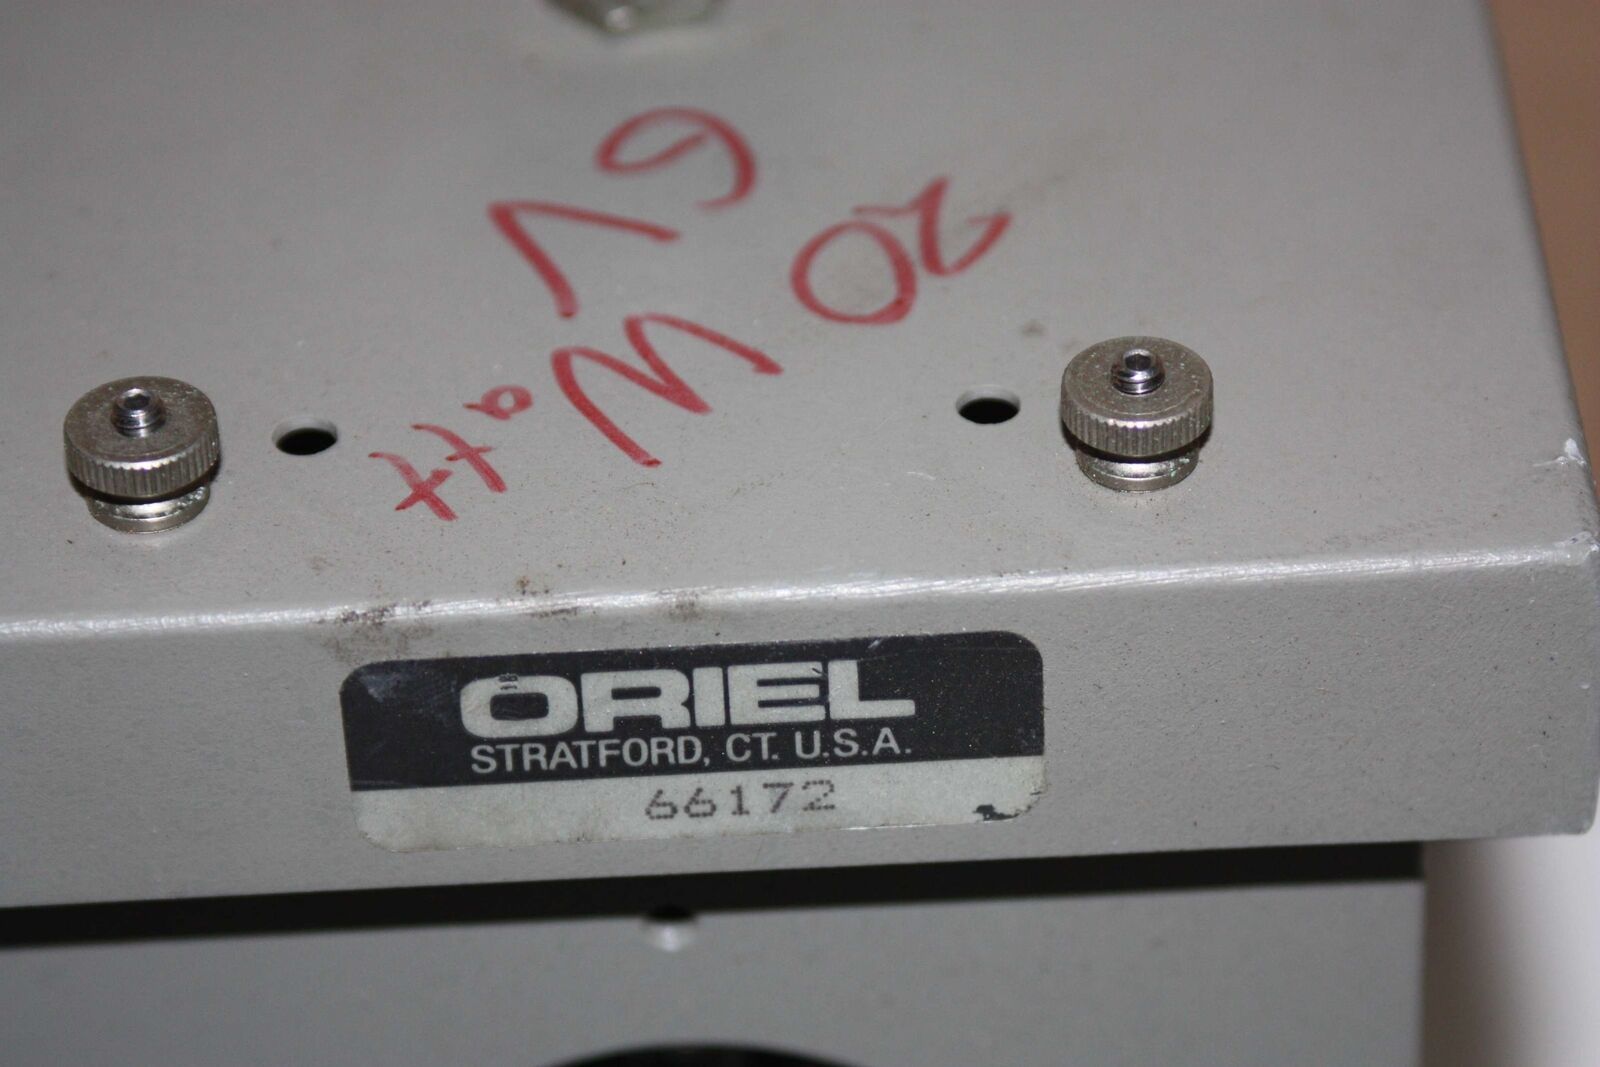 20 Watt
6V
ORIEL
STRATFORD, CT. U.S.A.
66172